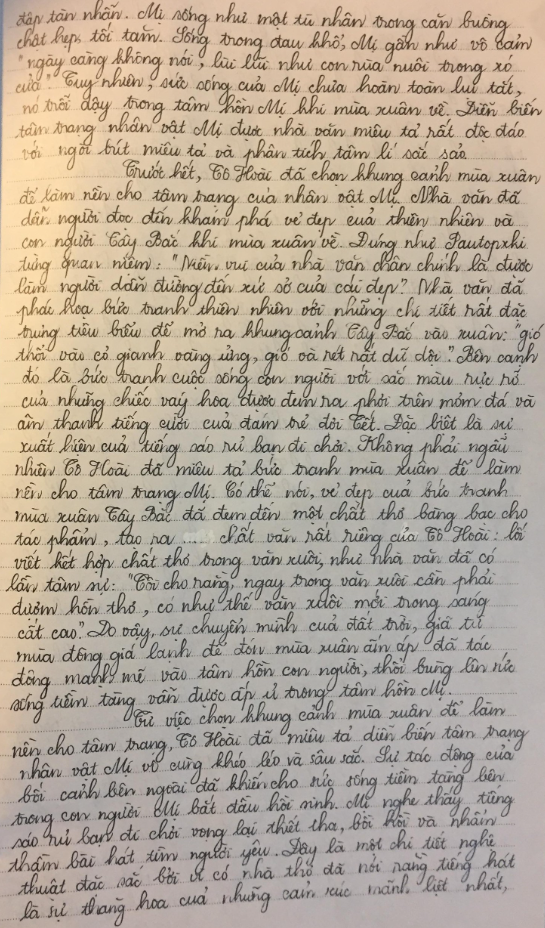 đập tàn nhẫn. Mị sống như một tù nhân trong căn buồng
chật hẹp, tối tăm. Sống trong đau khổ, Mị gần như vô cảm
"ngày càng không nói, lùi lũi như con rùa nuôi trong xó
cửa". Tuy nhiên, sức sống của Mị chưa hoàn toàn lụi tắt,
nó trỗi dậy trong tâm hồn Mị khi mùa xuân về. Diễn biến
tâm trạng nhân vật Mị được nhà văn miêu tả rất độc đáo
với ngòi bút miêu tả và phân tích tâm lí sắc sảo.
Trước hết, Tô Hoài đã chọn khung cảnh mùa xuân
để làm nền cho tâm trạng của nhân vật Mị. Nhà văn đã
dẫn người đọc đến khám phá vẻ đẹp của thiên nhiên và
con người Tây Bắc khi mùa xuân về. Đúng như Pautopxki
từng quan niệm: "Niềm vui của nhà văn chân chính là được
làm người dẫn đường đến xứ sở của cái đẹp". Nhà văn đã
phác họa bức tranh thiên nhiên với những chi tiết rất đặc
trưng tiêu biểu để mở ra khung cảnh Tây Bắc vào xuân: "gió
thổi vào cỏ gianh vàng ửng, gió và rét rất dữ dội". Bên cạnh
đó là bức tranh cuộc sống con người với sắc màu rực rỡ
của những chiếc váy hoa được đem ra phơi trên mỏm đá và
âm thanh tiếng cười của đám trẻ đợi Tết. Đặc biệt là sự
xuất hiện của tiếng sáo rủ bạn đi chơi. Không phải ngẫu
nhiên Tô Hoài đã miêu tả bức tranh mùa xuân để làm
nền cho tâm trạng Mị. Có thể nói, vẻ đẹp của bức tranh
mùa xuân Tây Bắc đã đem đến một chất thơ bàng bạc cho
tác phẩm, tạo ra .... chất văn rất riêng của Tô Hoài: lối
viết kết hợp chất thơ trong văn xuôi, như nhà văn đã có
lần tâm sự: "Tôi cho rằng, ngay trong văn xuôi cần phải
đượm hồn thơ, có như thế văn xuôi mới trong sáng
cất cao". Do vậy, sự chuyển mình của đất trời, giã từ
mùa đông giá lạnh để đón mùa xuân ấm áp đã tác
động mạnh mẽ vào tâm hồn con người, thổi bùng lên sức
sống tiềm tàng vẫn được ấp ủ trong tâm hồn Mị.
Từ việc chọn khung cảnh mùa xuân để làm
nền cho tâm trạng, Tô Hoài đã miêu tả diễn biến tâm trạng
nhân vật Mị vô cùng khéo léo và sâu sắc. Sự tác động của
bối cảnh bên ngoài đã khiến cho sức sống tiềm tàng bên
trong con người Mị bắt đầu hồi sinh. Mị nghe thấy tiếng
sáo rủ bạn đi chơi vọng lại thiết tha, bồi hồi và nhẩm
thầm bài hát tìm người yêu. Đây là một chi tiết nghệ
thuật đặc sắc bởi vì có nhà thơ đã nói rằng tiếng hát
là sự thăng hoa của những cảm xúc mãnh liệt nhất,